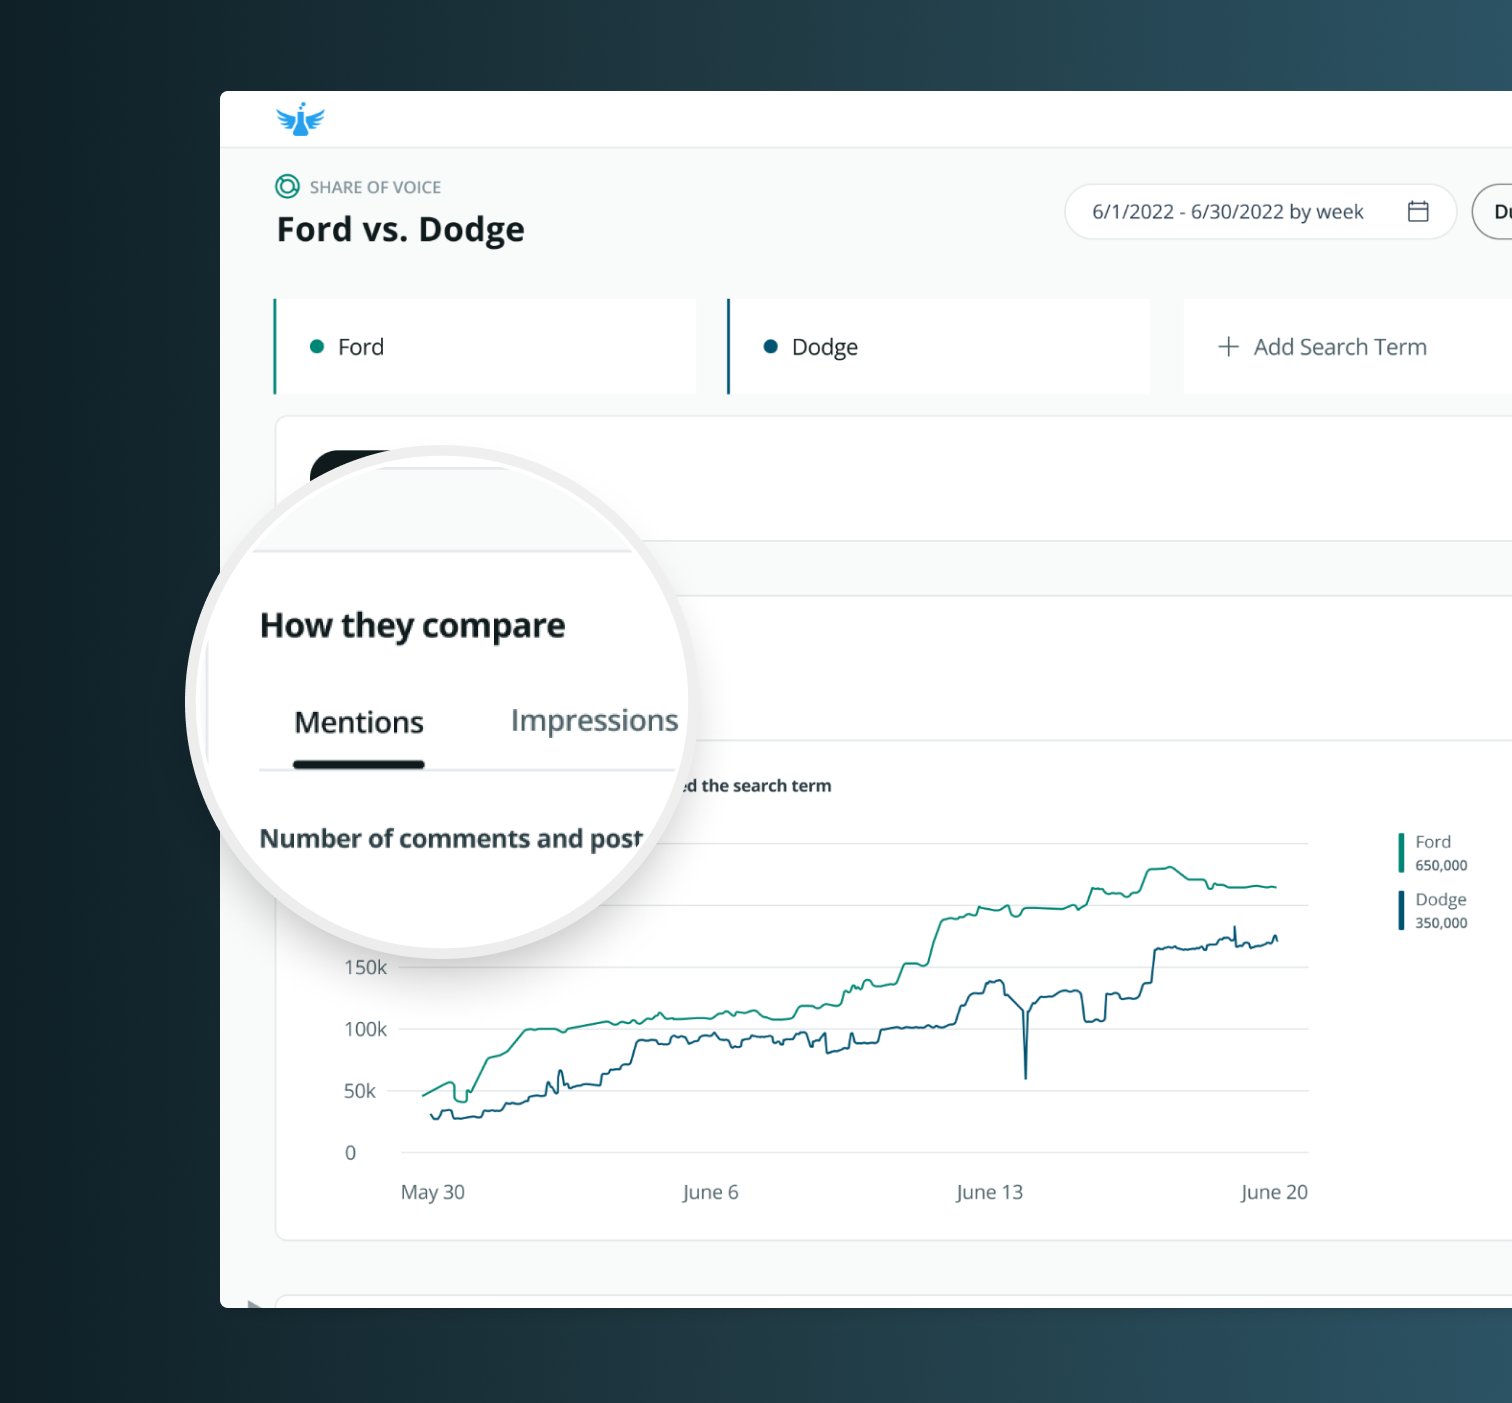 SHARE OF VOICE
Ford vs. Dodge
6/1/2022 - 6/30/2022 by week
Ford
Dodge
Add Search Term
How they compare
Mentions
Impressions
Number of comments and post
the search term
Ford
650,000
Dodge
350,000
150k
100k
50k
0
May 30
June 6
June 13
June 20